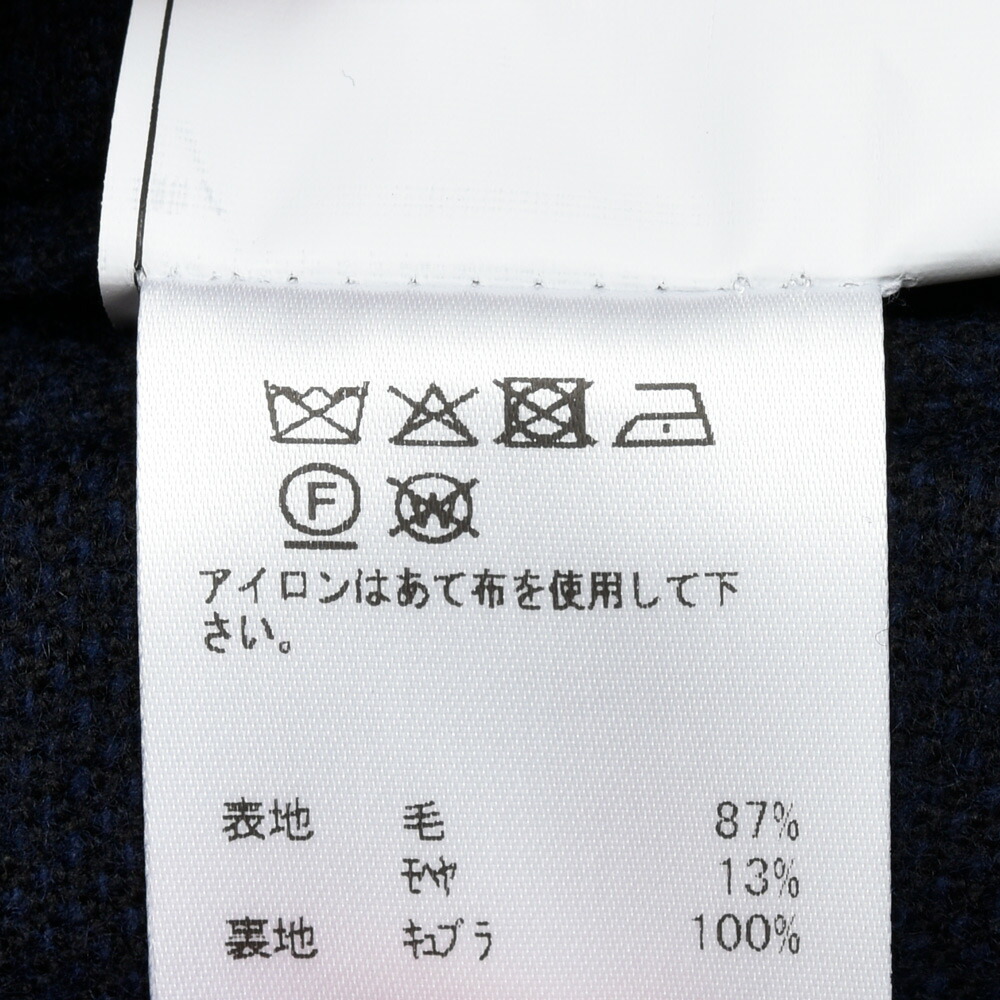 F W
アイロンはあて布を使用して下
さい。
表地 毛 87%
モヘヤ 13%
裏地 キュプラ 100%